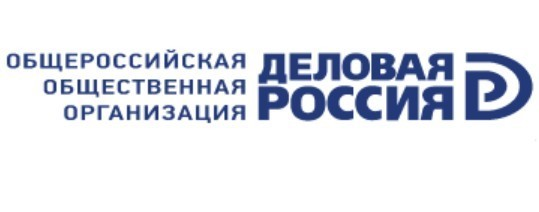 ОБЩЕРОССИЙСКАЯ
ОБЩЕСТВЕННАЯ
ОРГАНИЗАЦИЯ
ДЕЛОВАЯ
РОССИЯ